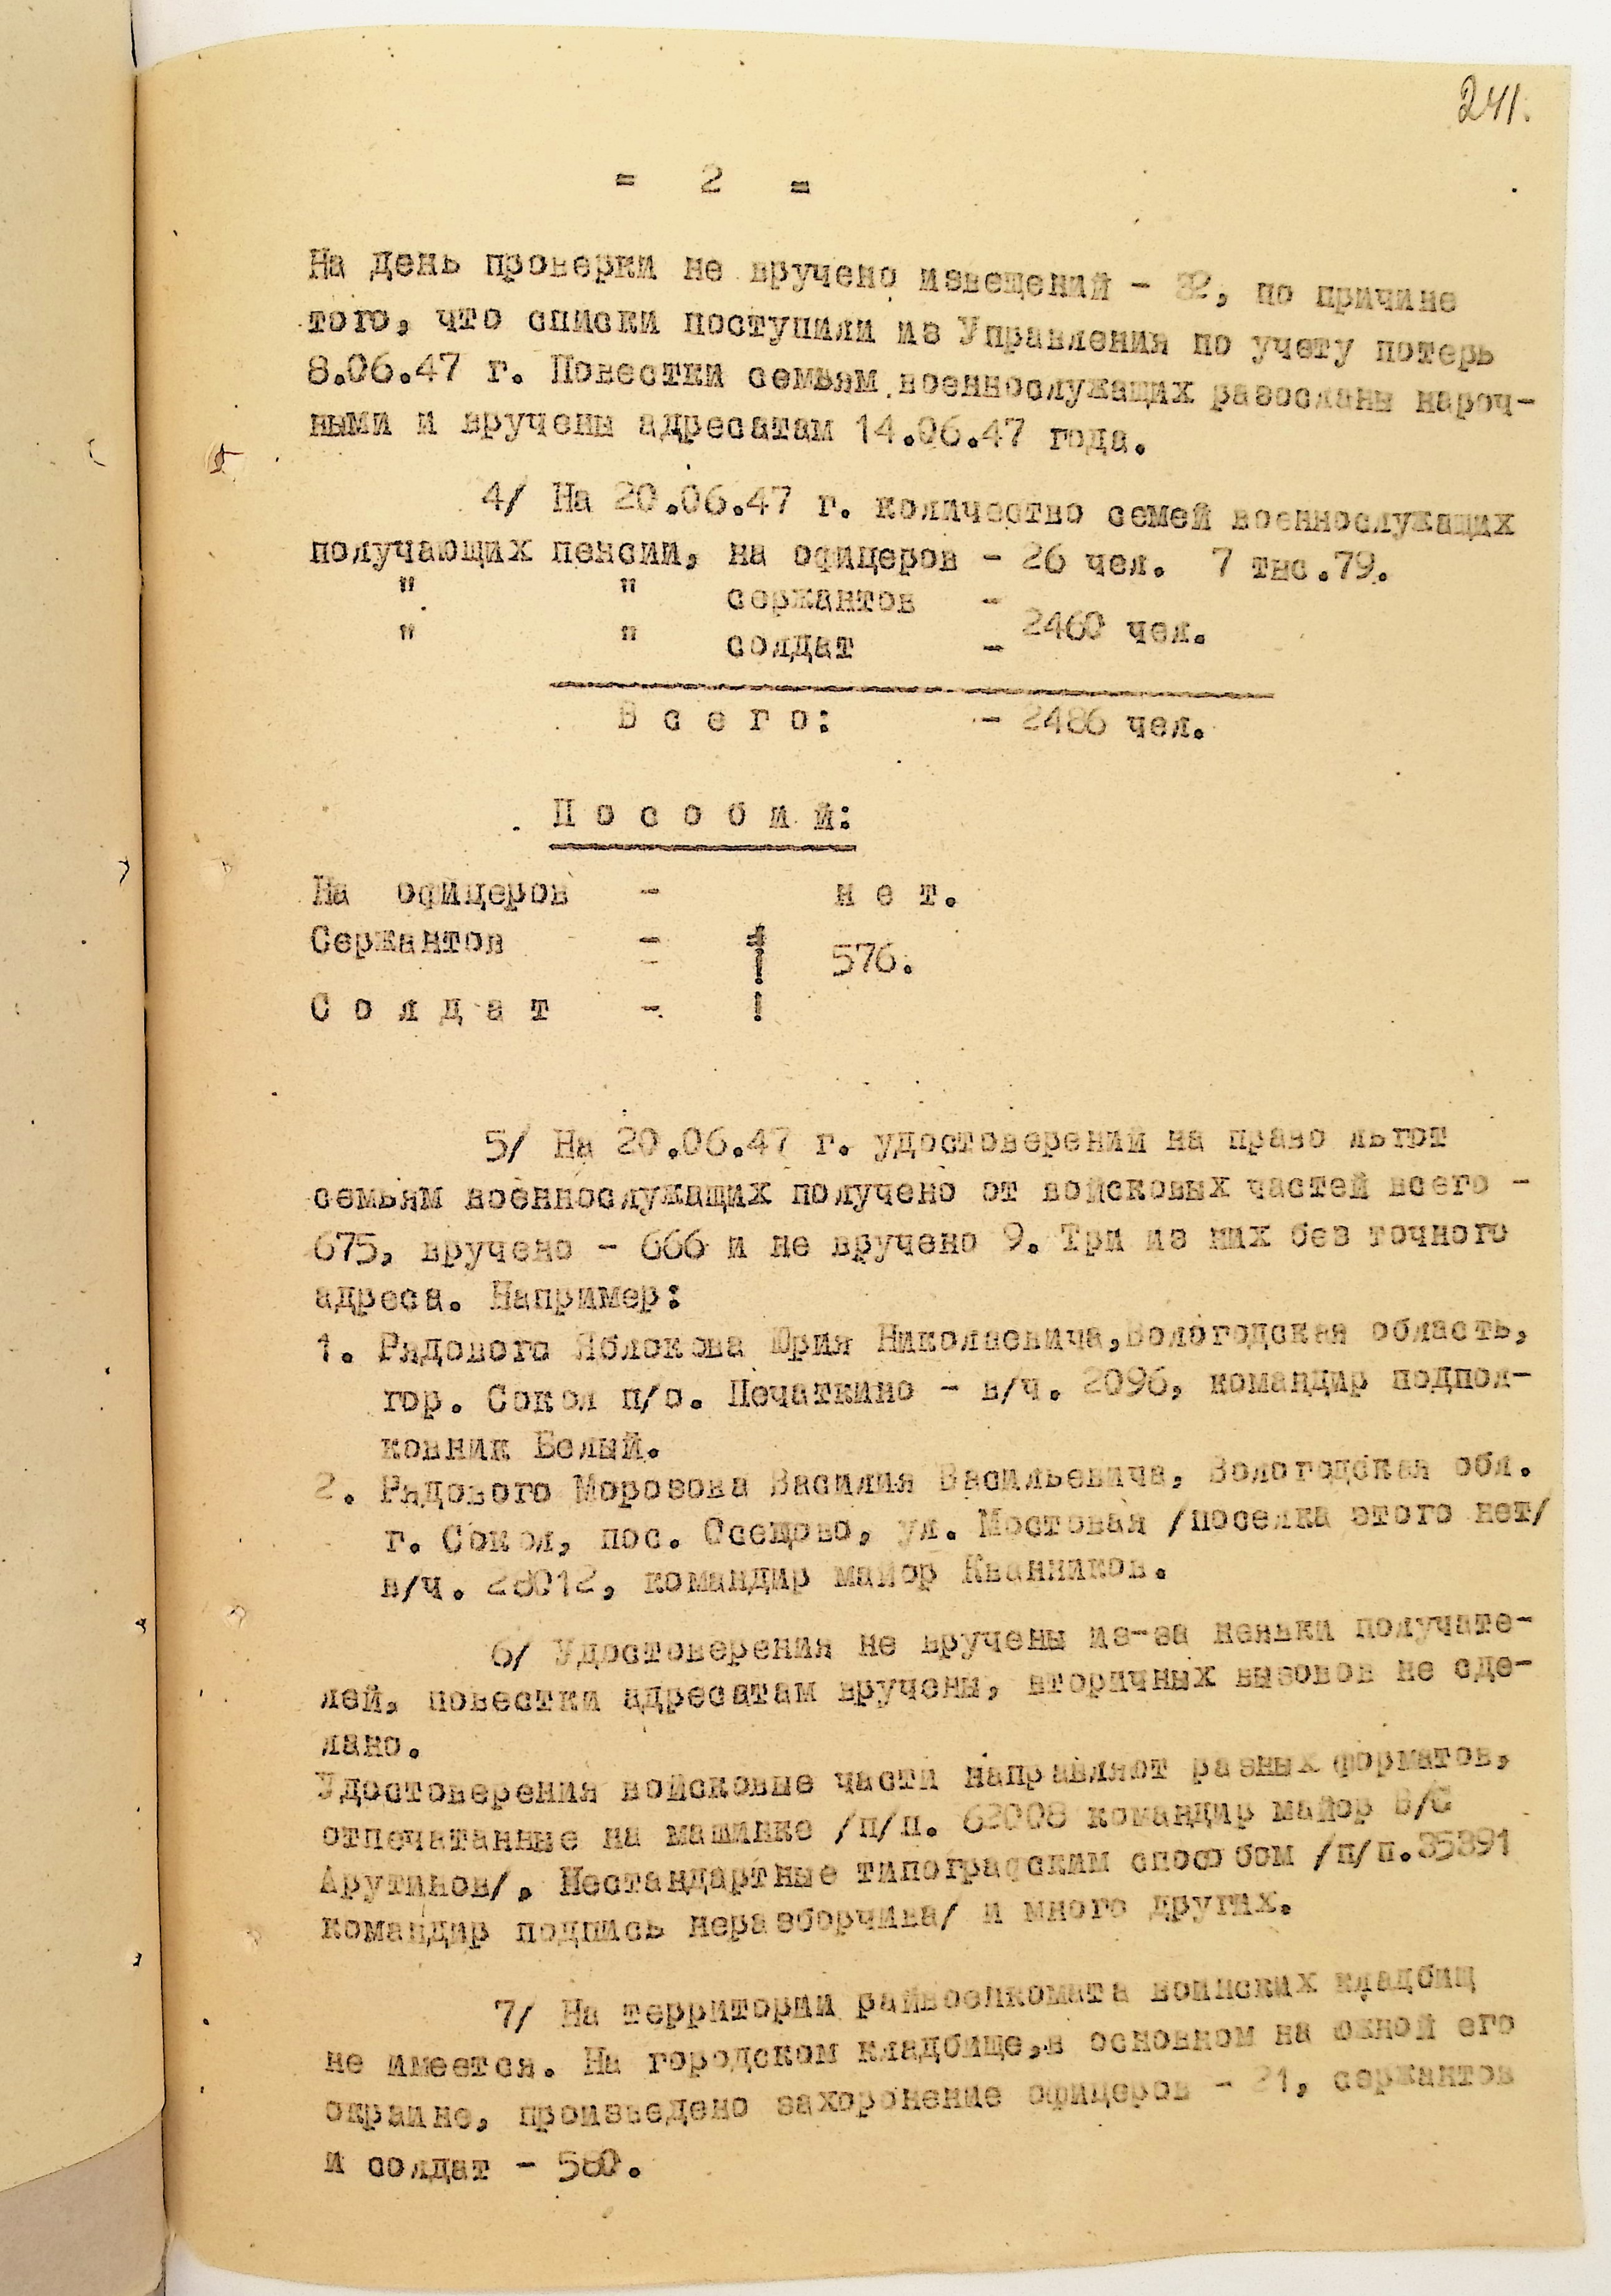 241.
= 2 =
На день проверки не вручено извещений - 32, по причине
того, что списки поступили из Управления по учету потерь
8.06.47 г. Повестки семьям военнослужащих разосланы нароч-
ными и вручены адресатам 14.06.47 года.
4/ На 20.06.47 г. количество семей военнослужащих
получающих пенсии, на офицеров - 26 чел. 7 тыс.79.
" " сержантов -
2460 чел.
" " солдат -
В с е г о: - 2486 чел.
П о с о б и й:
На офицеров - н е т.
Сержантов - !
576.
С о л д а т - !
5/ На 20.06.47 г. удостоверений на право льгот
семьям военнослужащих получено от войсковых частей всего -
675, вручено - 666 и не вручено 9. Три из них без точного
адреса. Например:
1. Рядового Яблокова Юрия Николаевича, Вологодская область,
гор. Сокол п/о. Печаткино - в/ч. 2096, командир подпол-
ковник Белый.
2. Рядового Морозова Василия Васильевича, Вологодская обл.
г. Сокол, пос. Осецово, ул. Мостовая /поселка этого нет/
в/ч. 28012, командир майор Кванников.
6/ Удостоверения не вручены из-за неявки получате-
лей, повестки адресатам вручены, вторичных вызовов не сде-
лано.
Удостоверения войсковые части направляют разных форматов,
отпечатанные на машинке /п/п. 62008 командир майор В/С
Арутинов/. Нестандартные типографским способом /п/п.35391
командир подпись неразборчива/ и много других.
7/ На территории райвоенкомата воинских кладбищ
не имеется. На городском кладбище,в основном на южной его
окраине, произведено захоронение офицеров - 21, сержантов
и солдат - 580.